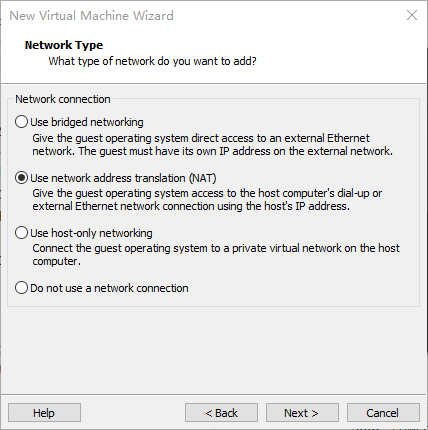 New Virtual Machine Wizard
Network Type
What type of network do you want to add?
Network connection
Use bridged networking
Give the guest operating system direct access to an external Ethernet
network. The guest must have its own IP address on the external network.
Use network address translation (NAT)
Give the guest operating system access to the host computer's dial-up or
external Ethernet network connection using the host's IP address.
Use host-only networking
Connect the guest operating system to a private virtual network on the host
computer.
Do not use a network connection
Help
< Back
Next >
Cancel